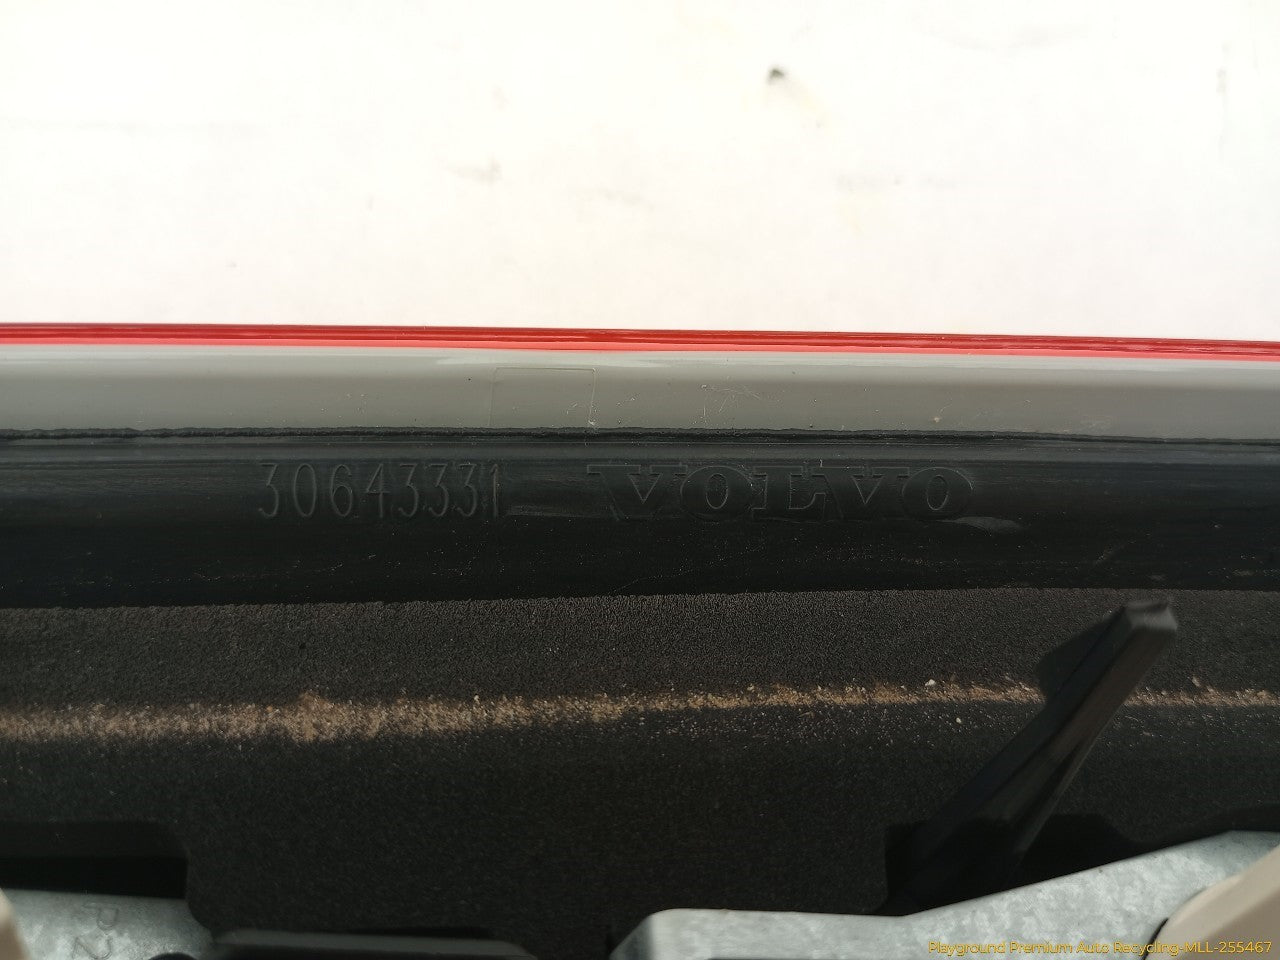 30643331 VOLVO
Playground Premium Auto Recycling-MLL-255467